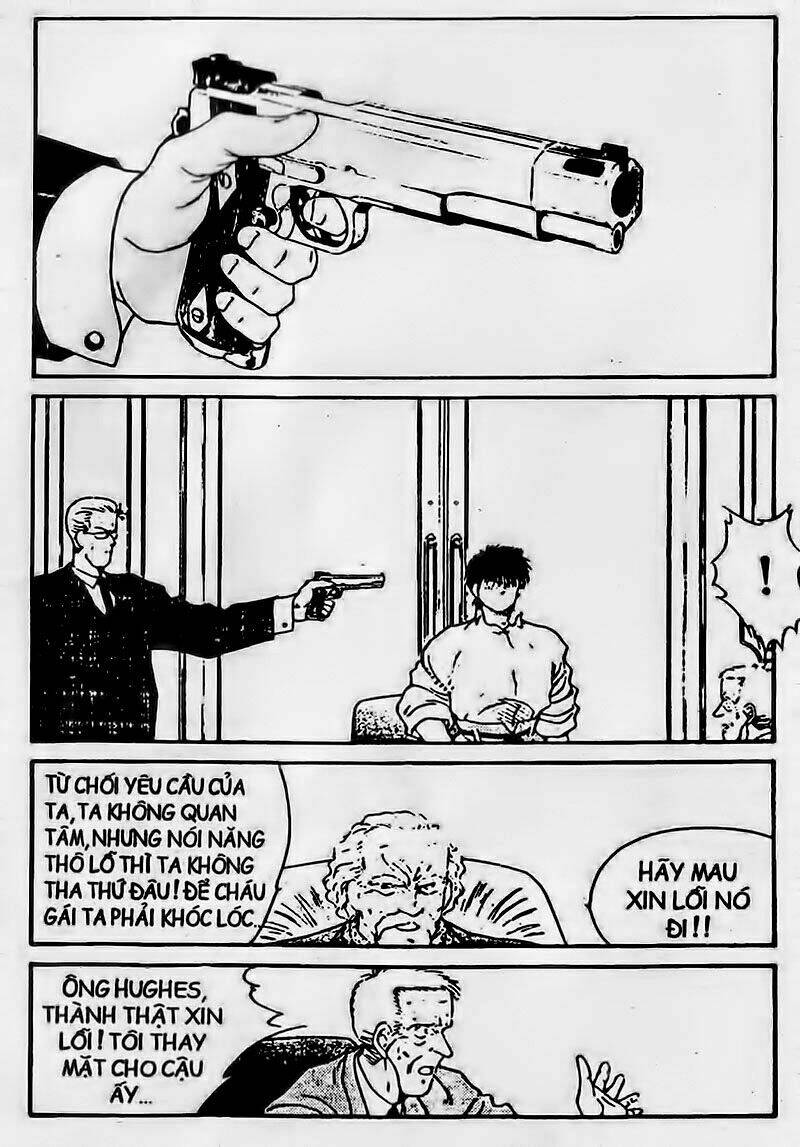 !
TỪ CHỐI YÊU CẦU CỦA
TA, TA KHÔNG QUAN
TÂM, NHƯNG NÓI NĂNG
THÔ LỖ THÌ TA KHÔNG
THA THỨ ĐÂU! ĐỂ CHÁU
GÁI TA PHẢI KHÓC LÓC...
HÃY MAU
XIN LỖI NÓ
ĐI!!
ÔNG HUGHES,
THÀNH THẬT XIN
LỖI! TÔI THAY
MẶT CHO CẬU
ẤY...